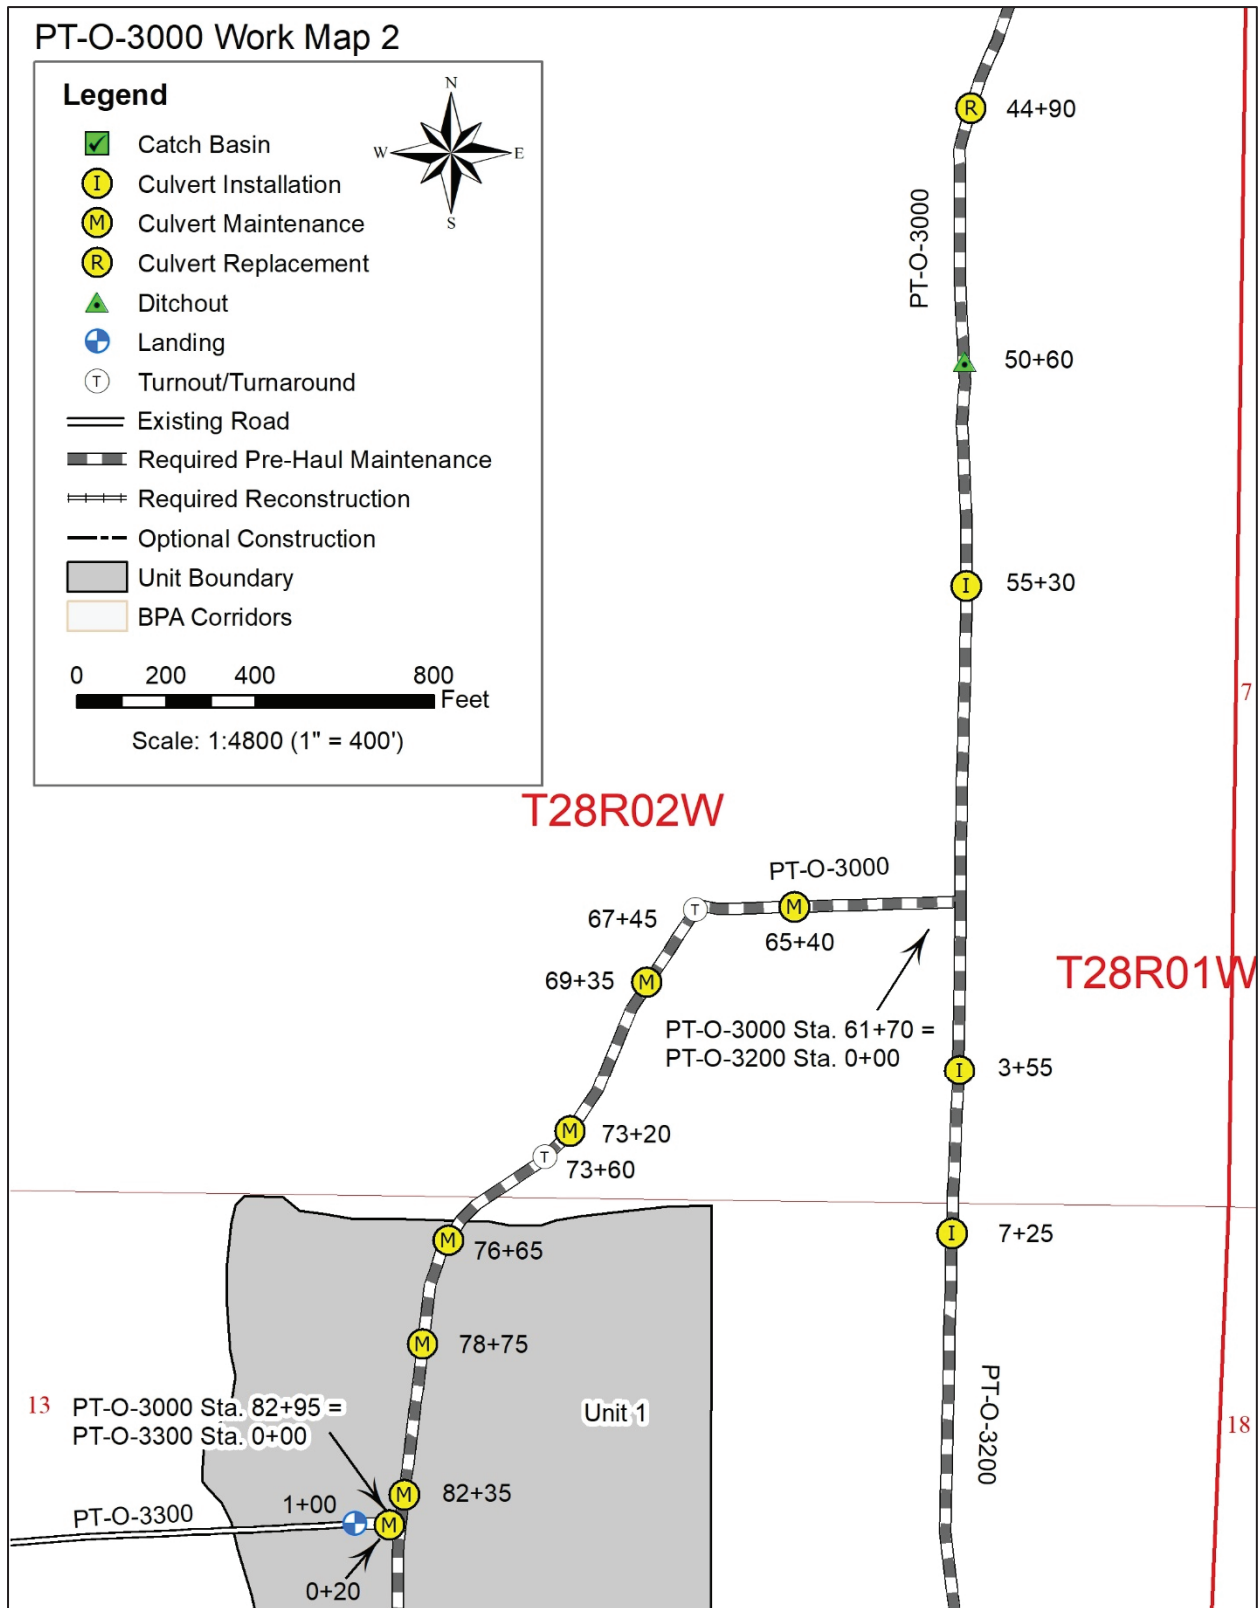 PT-O-3000 Work Map 2
Legend
N
W
E
S
Catch Basin
I Culvert Installation
M Culvert Maintenance
R Culvert Replacement
Ditchout
Landing
T Turnout/Turnaround
Existing Road
Required Pre-Haul Maintenance
Required Reconstruction
Optional Construction
Unit Boundary
BPA Corridors
0 200 400 800
Feet
Scale: 1:4800 (1" = 400')
R 44+90
PT-O-3000
50+60
I 55+30
7
T28R02W
PT-O-3000
67+45 T
M
65+40
69+35 M
T28R01W
PT-O-3000 Sta. 61+70 =
PT-O-3200 Sta. 0+00
I 3+55
M 73+20
T 73+60
I 7+25
M 76+65
M 78+75
PT-O-3200
13
PT-O-3000 Sta. 82+95 =
PT-O-3300 Sta. 0+00
Unit 1
18
M 82+35
1+00
PT-O-3300
M
0+20